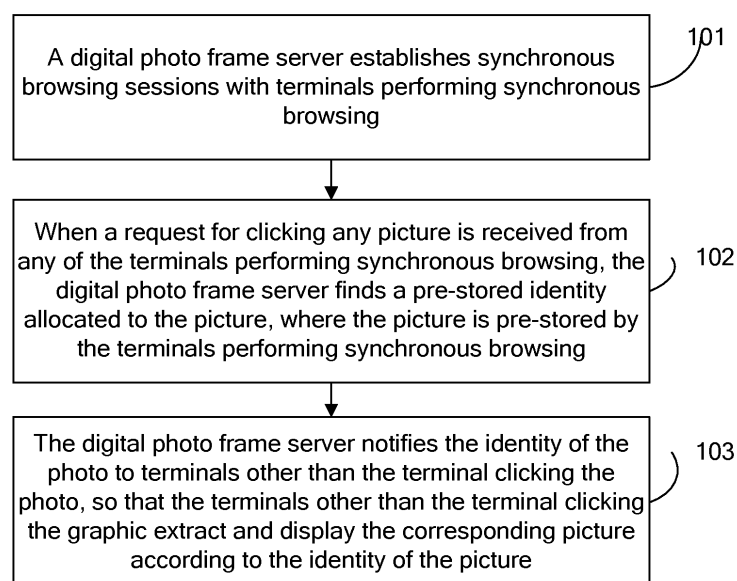 101
A digital photo frame server establishes synchronous
browsing sessions with terminals performing synchronous
browsing
When a request for clicking any picture is received from
any of the terminals performing synchronous browsing, the
digital photo frame server finds a pre-stored identity
allocated to the picture, where the picture is pre-stored by
the terminals performing synchronous browsing
102
The digital photo frame server notifies the identity of the
photo to terminals other than the terminal clicking the
photo, so that the terminals other than the terminal clicking
the graphic extract and display the corresponding picture
according to the identity of the picture
103